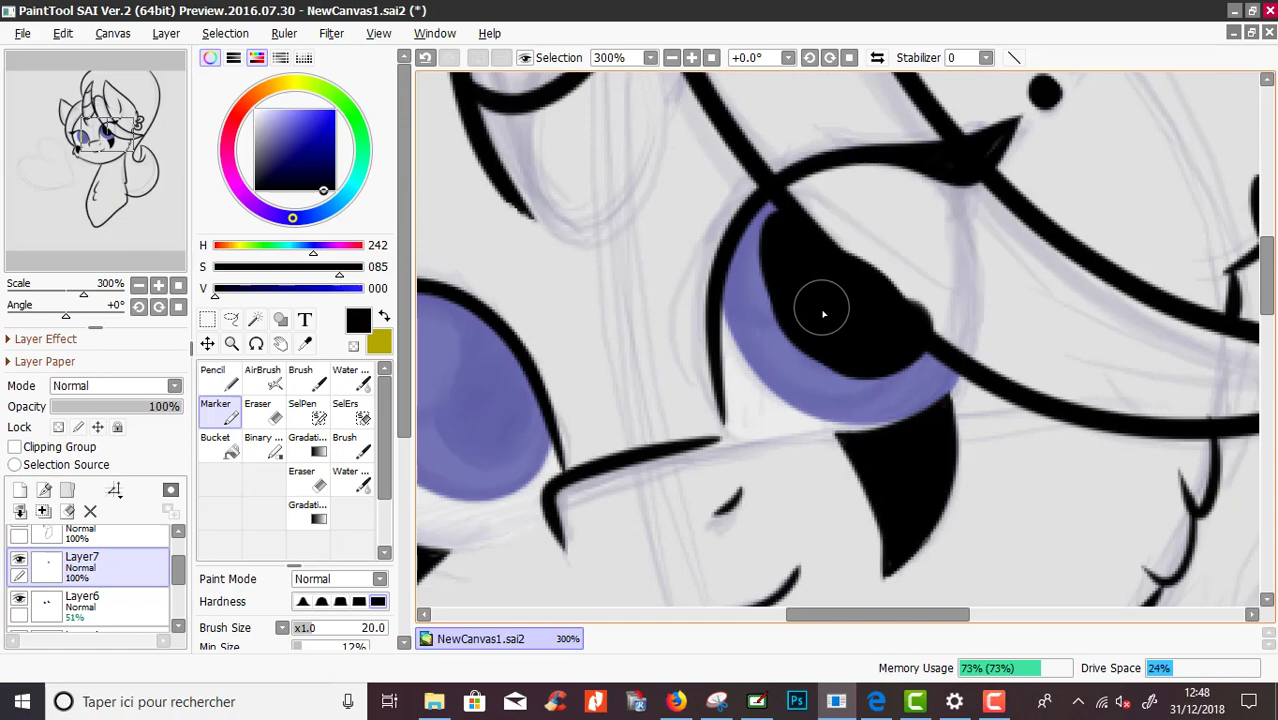 PaintTool SAI Ver.2 (64bit) Preview.2016.07.30 - NewCanvas1.sai2 (*)
File Edit Canvas Layer Selection Ruler Filter View Window Help
Selection 300% +0.0° Stabilizer 0
H 242
S 085
V 000
Scale 300%
Angle +0°
Layer Effect
Layer Paper
Mode Normal
Opacity 100%
Lock
Clipping Group
Selection Source
Normal
100%
Layer7
Normal
100%
Layer6
Normal
51%
T
Pencil AirBrush Brush Water ...
Marker Eraser SelPen SelErs
Bucket Binary ... Gradati... Brush
Eraser Water ...
Gradati...
Paint Mode Normal
Hardness
Brush Size x1.0 20.0
Min Size 12%
NewCanvas1.sai2 300%
Memory Usage 73% (73%) Drive Space 24%
Taper ici pour rechercher
Ps
12:48
31/12/2018